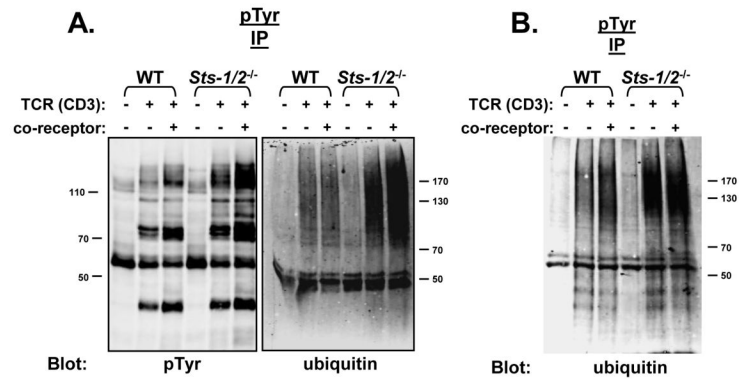 A.
pTyr
IP
WT Sts-1/2-/- WT Sts-1/2-/-
TCR (CD3): - + + - + + - + + - + +
co-receptor: - - + - - + - - + - - +
110
70
50
170
130
70
50
Blot: pTyr ubiquitin
B.
pTyr
IP
WT Sts-1/2-/-
TCR (CD3): - + + - + +
co-receptor: - - + - - +
170
130
70
50
Blot: ubiquitin